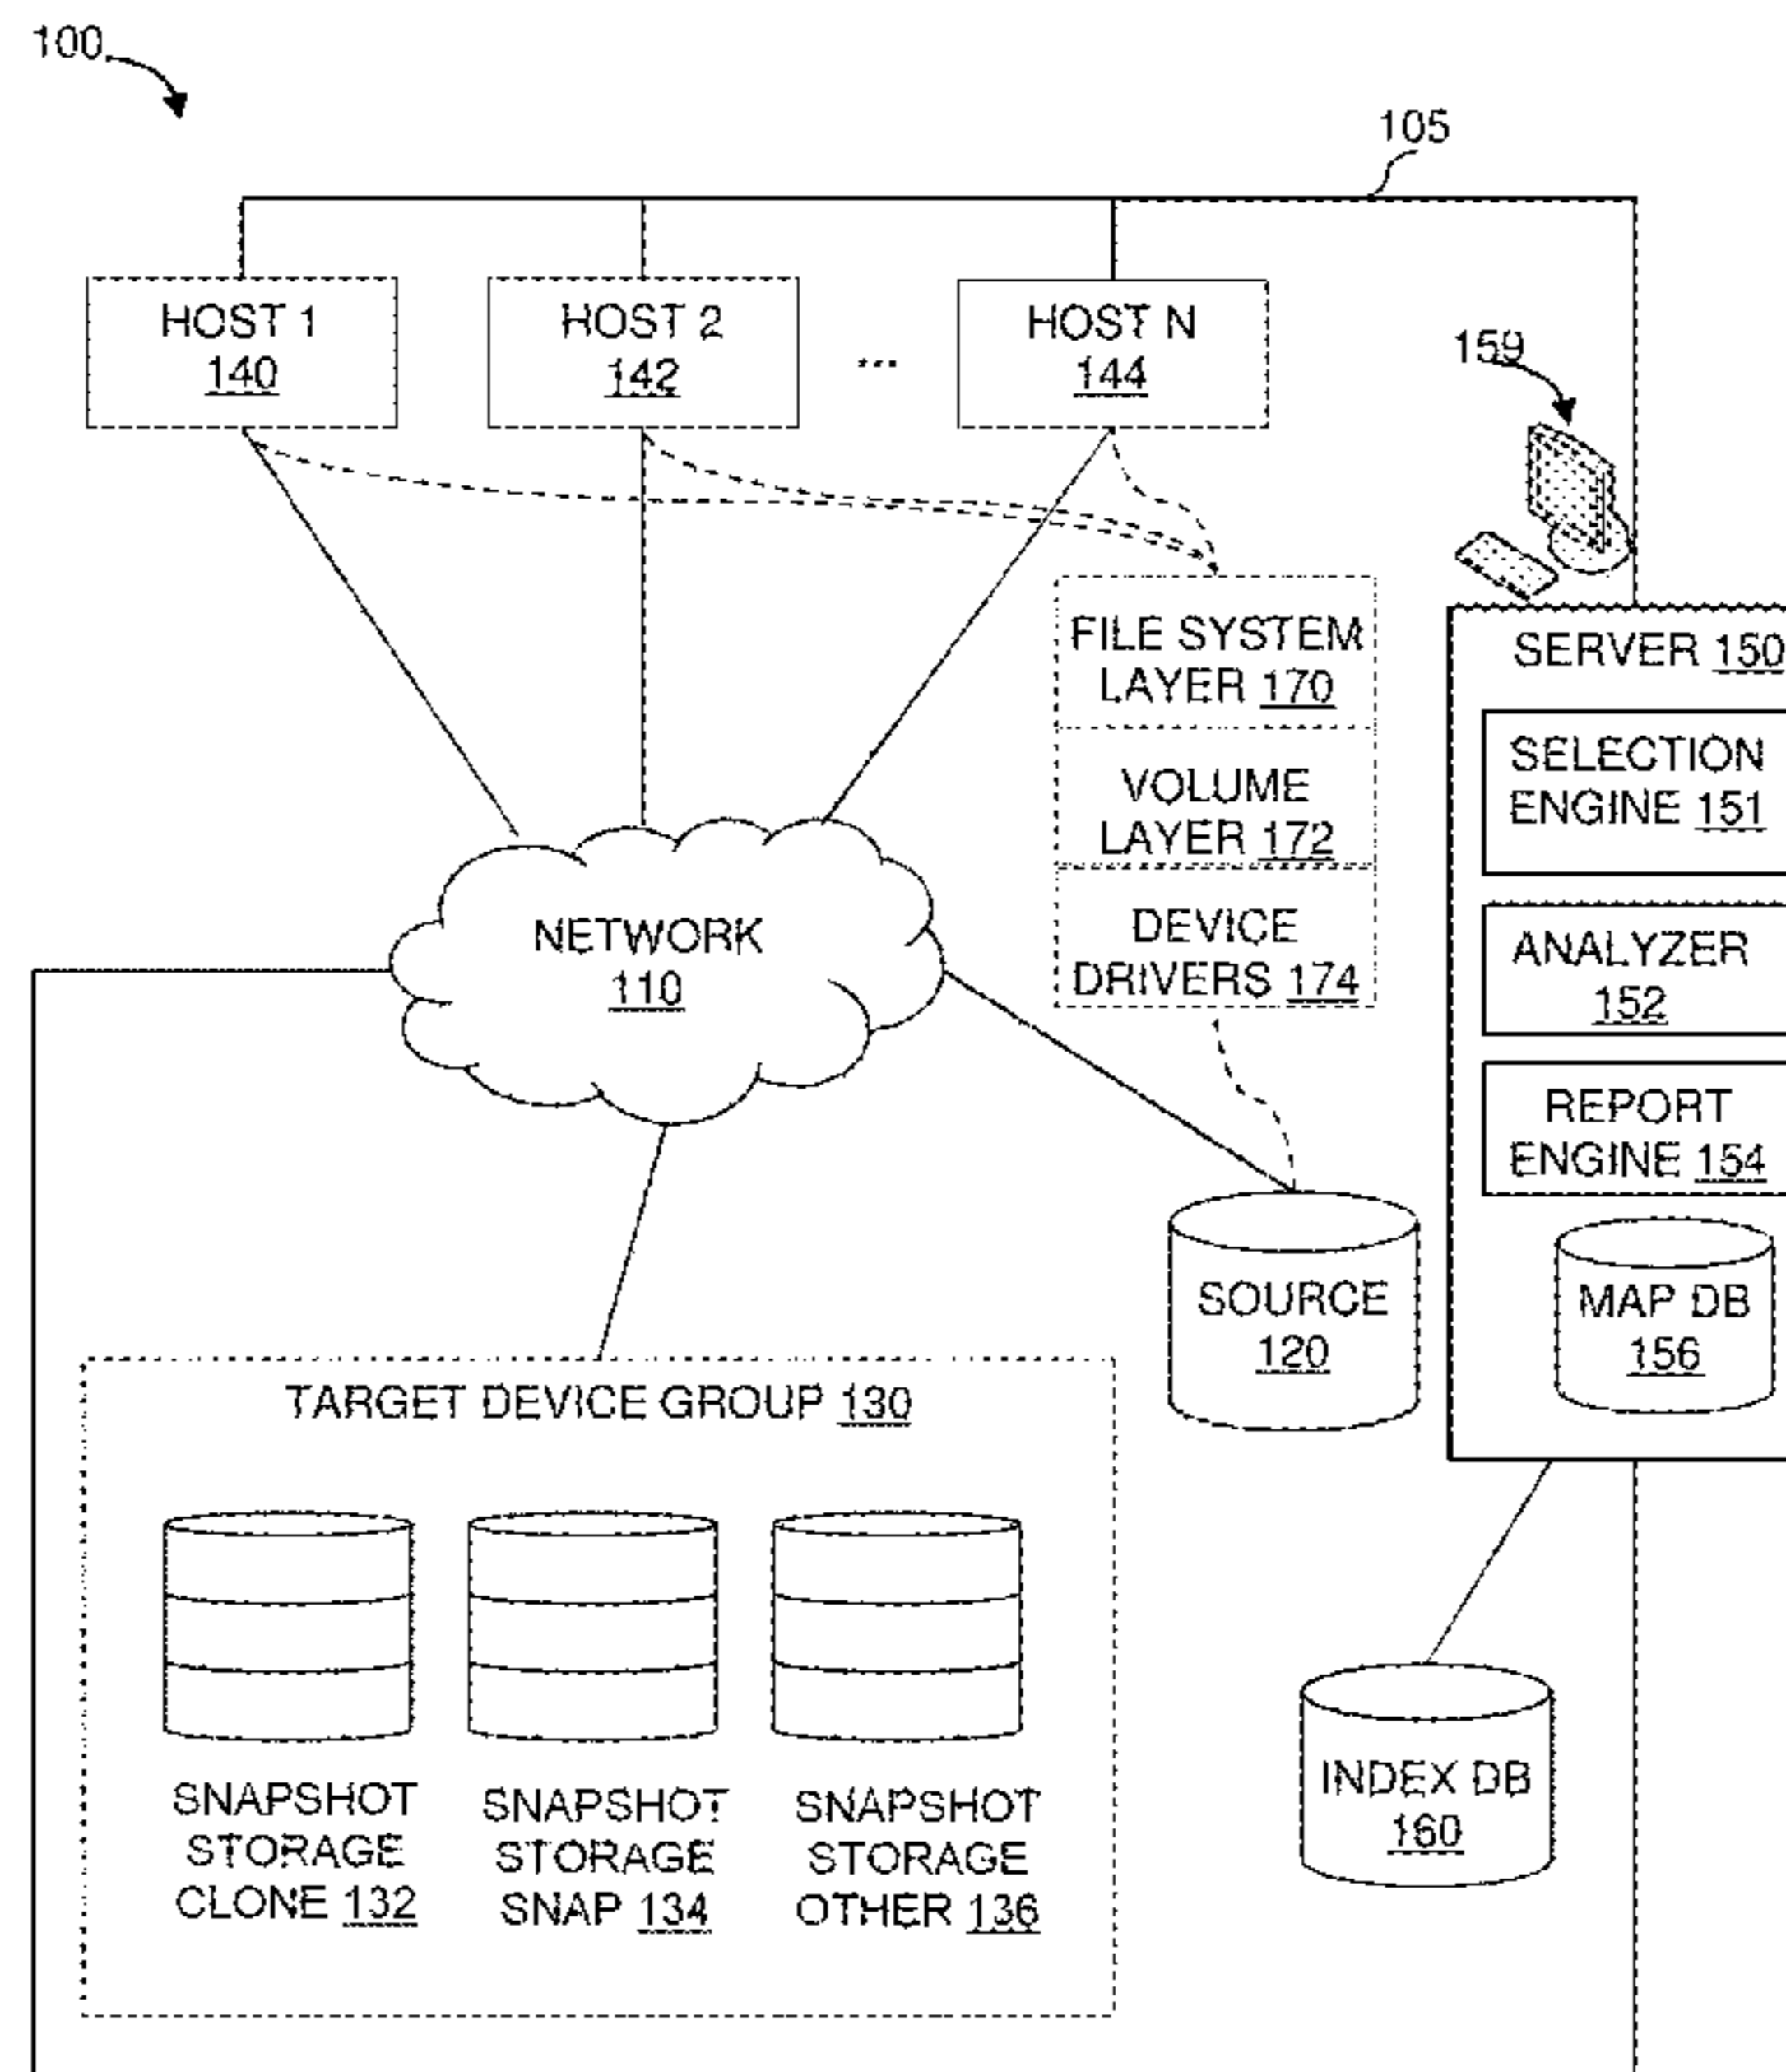 100
105
HOST 1
140
HOST 2
142
...
HOST N
144
159
FILE SYSTEM
LAYER 170
VOLUME
LAYER 172
DEVICE
DRIVERS 174
SERVER 150
SELECTION
ENGINE 151
ANALYZER
152
REPORT
ENGINE 154
MAP DB
156
NETWORK
110
SOURCE
120
TARGET DEVICE GROUP 130
SNAPSHOT
STORAGE
CLONE 132
SNAPSHOT
STORAGE
SNAP 134
SNAPSHOT
STORAGE
OTHER 136
INDEX DB
160